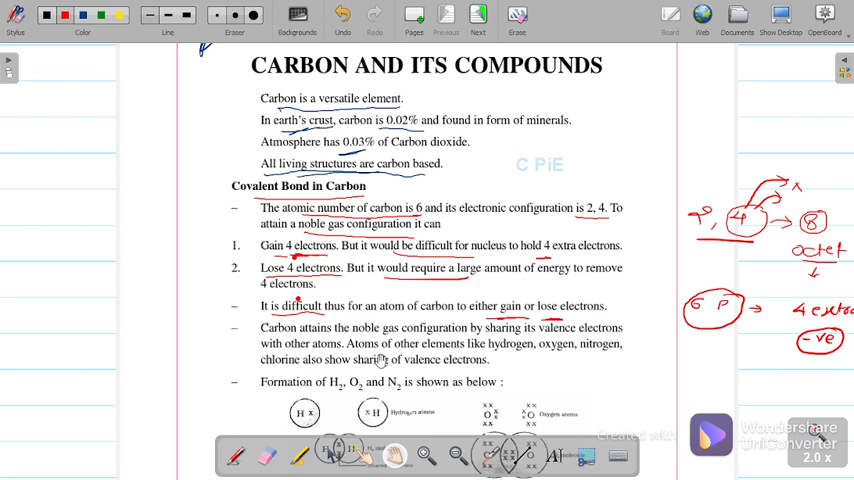 Stylus
Color
Line
Eraser
Backgrounds
Undo
Redo
Pages
Previous
Next
Erase
Board
Web
Documents
Show Desktop
OpenBoard
CARBON AND ITS COMPOUNDS
Carbon is a versatile element.
In earth's crust, carbon is 0.02% and found in form of minerals.
Atmosphere has 0.03% of Carbon dioxide.
All living structures are carbon based.
C PiE
Covalent Bond in Carbon
– The atomic number of carbon is 6 and its electronic configuration is 2, 4. To
attain a noble gas configuration it can
1. Gain 4 electrons. But it would be difficult for nucleus to hold 4 extra electrons.
2. Lose 4 electrons. But it would require a large amount of energy to remove
4 electrons.
– It is difficult thus for an atom of carbon to either gain or lose electrons.
– Carbon attains the noble gas configuration by sharing its valence electrons
with other atoms. Atoms of other elements like hydrogen, oxygen, nitrogen,
chlorine also show sharing of valence electrons.
– Formation of H2, O2 and N2 is shown as below :
H x
x H
Hydrogen atoms
x x
O x
x
x x
x x
x O
x
x x
Oxygen atoms
2, 4 → 8
x
octet
6 P → 4 extra
-ve
Created with
Wondershare
UniConverter
2.0 x